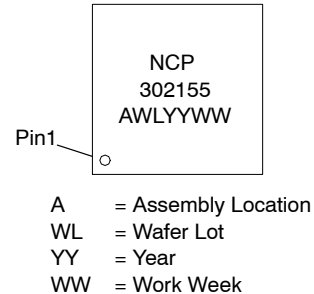 NCP
302155
AWLYYWW
Pin1
A = Assembly Location
WL = Wafer Lot
YY = Year
WW = Work Week